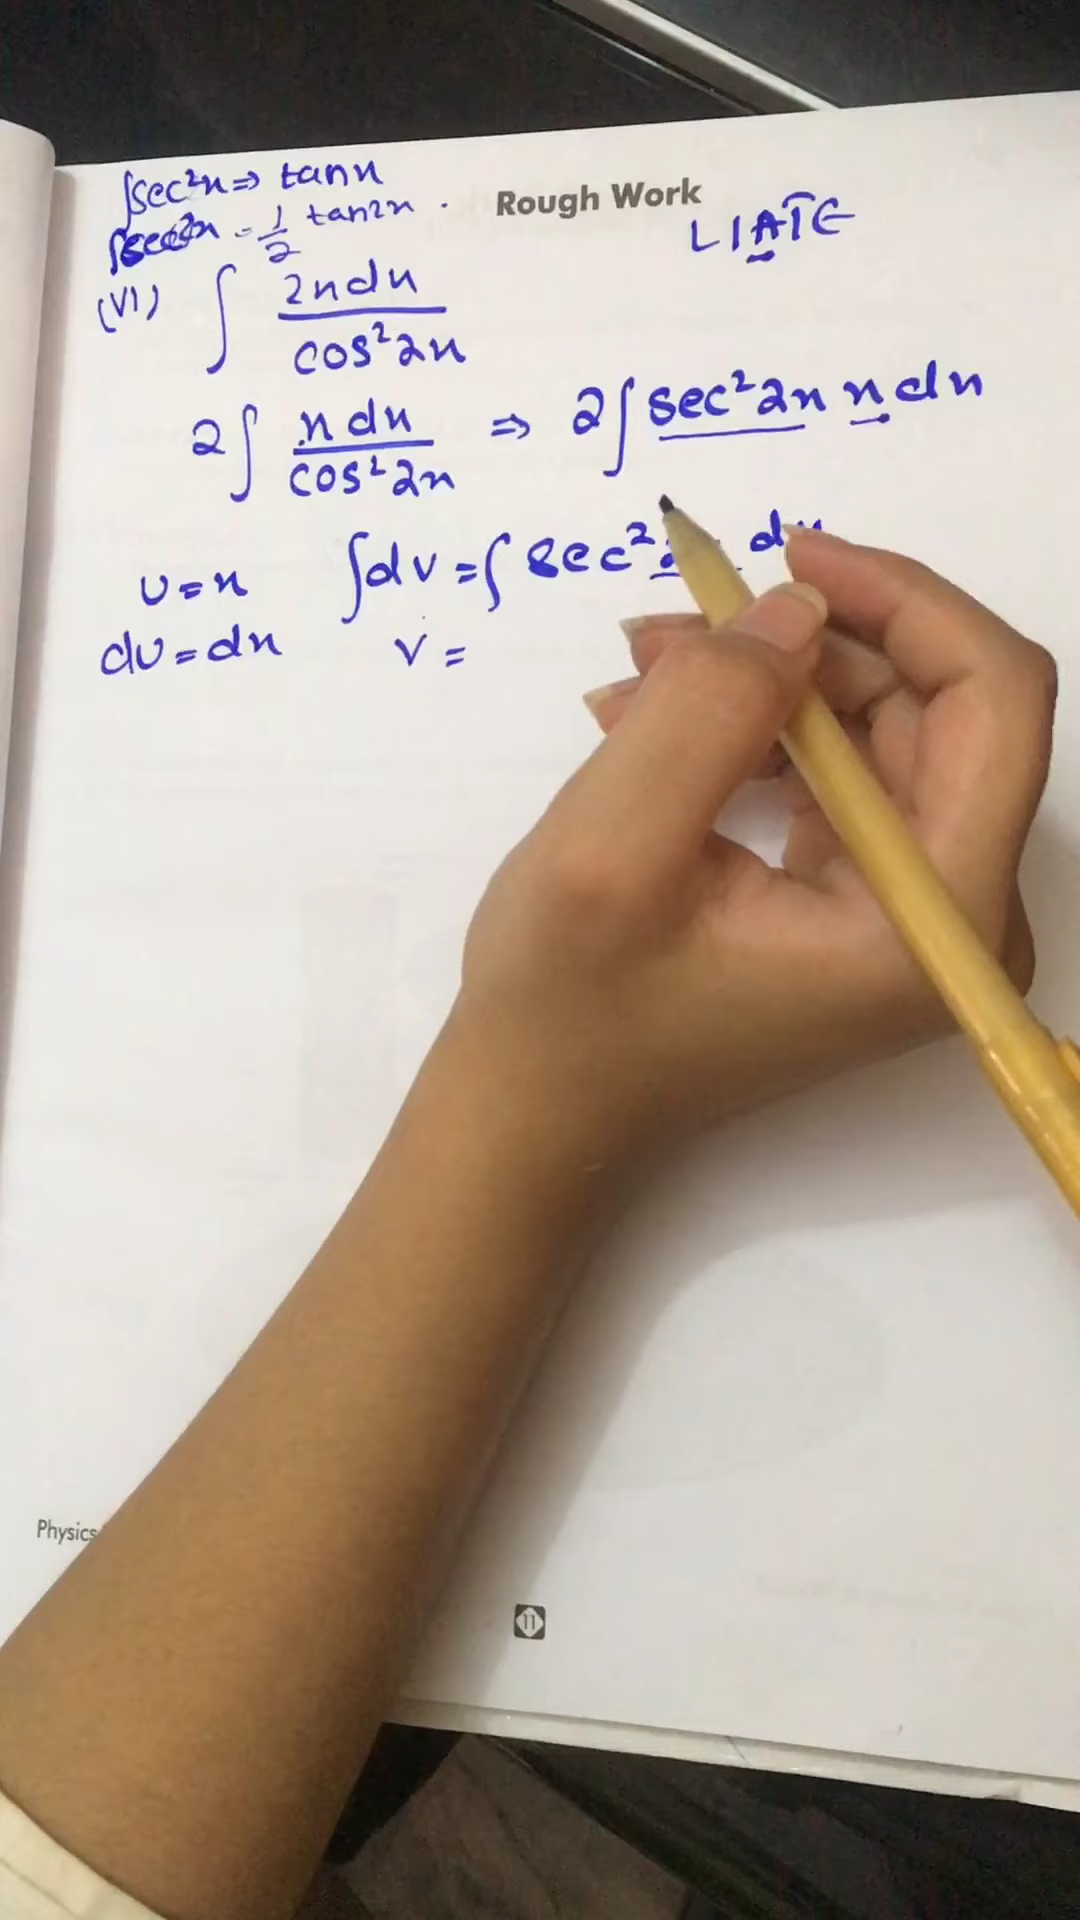 ∫sec²x ⇒ tanx
Rough Work
= 1/2 tan2x .
LIATE
(VI) ∫ 2xdx / cos²2x
2∫ xdx / cos²2x ⇒ 2∫ sec²2x x dx
u=x ∫dv=∫ sec²
du=dx v =
Physics
11